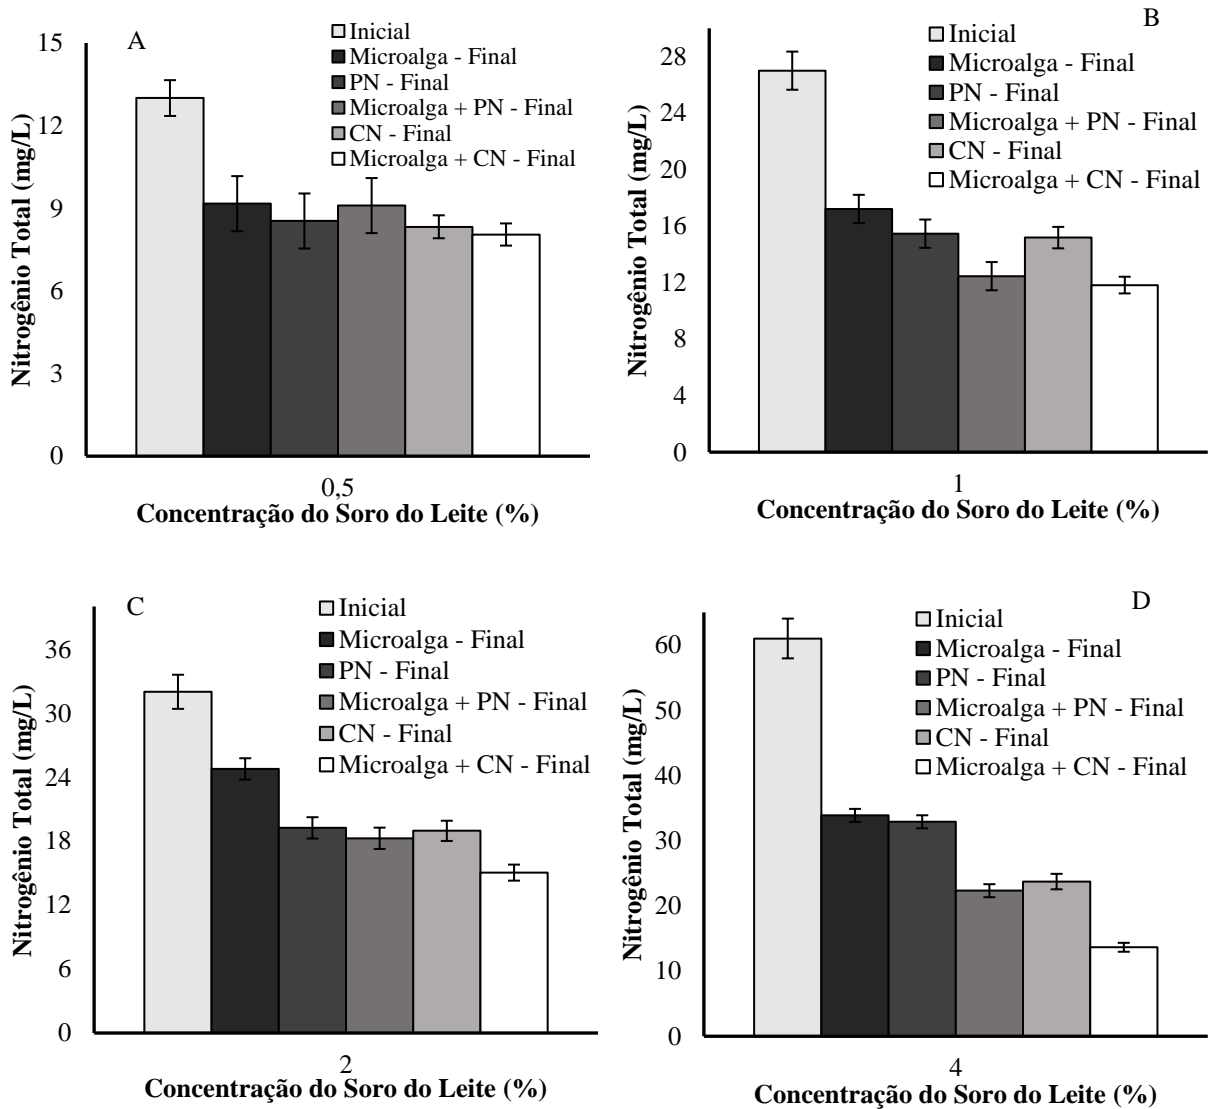 A
Inicial
Microalga - Final
PN - Final
Microalga + PN - Final
CN - Final
Microalga + CN - Final
Nitrogênio Total (mg/L)
15
12
9
6
3
0
0,5
Concentração do Soro do Leite (%)
B
Inicial
Microalga - Final
PN - Final
Microalga + PN - Final
CN - Final
Microalga + CN - Final
Nitrogênio Total (mg/L)
28
24
20
16
12
8
4
0
1
Concentração do Soro do Leite (%)
C
Inicial
Microalga - Final
PN - Final
Microalga + PN - Final
CN - Final
Microalga + CN - Final
Nitrogênio Total (mg/L)
36
30
24
18
12
6
0
2
Concentração do Soro do Leite (%)
D
Inicial
Microalga - Final
PN - Final
Microalga + PN - Final
CN - Final
Microalga + CN - Final
Nitrogênio Total (mg/L)
60
50
40
30
20
10
0
4
Concentração do Soro do Leite (%)